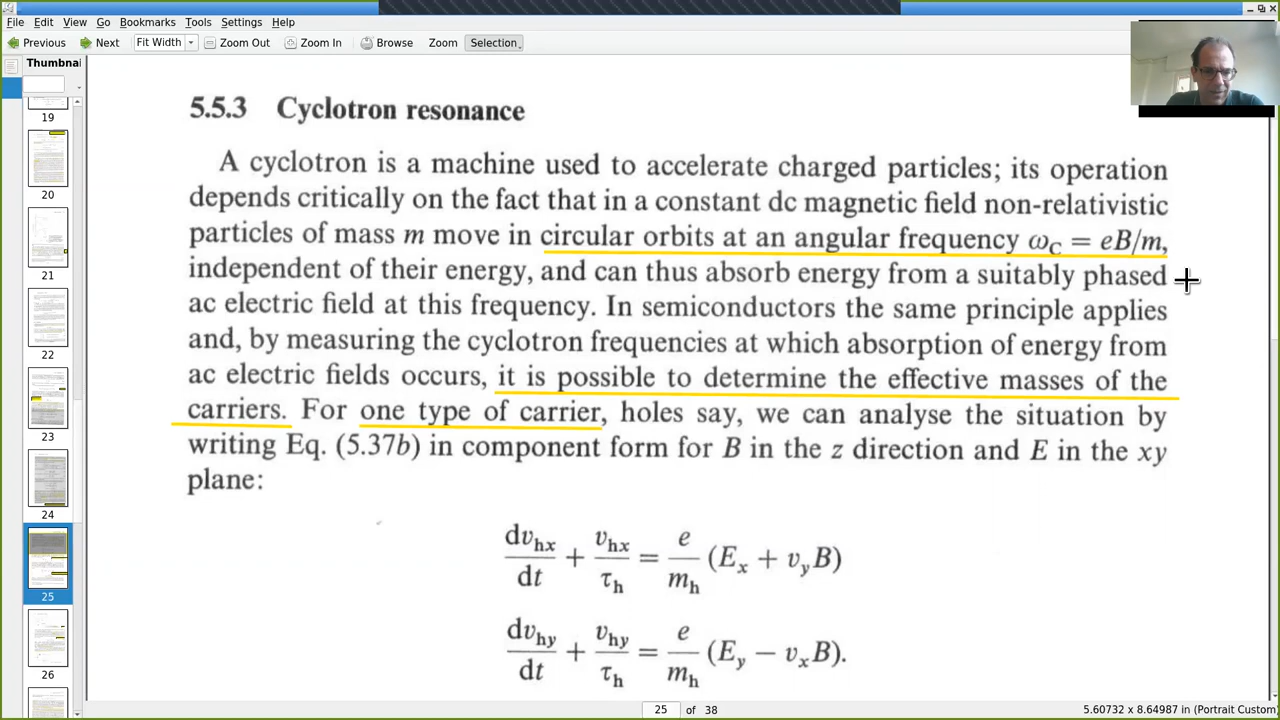 File Edit View Go Bookmarks Tools Settings Help
Previous Next Fit Width Zoom Out Zoom In Browse Zoom Selection
Thumbnai
5.5.3 Cyclotron resonance
A cyclotron is a machine used to accelerate charged particles; its operation
depends critically on the fact that in a constant dc magnetic field non-relativistic
particles of mass m move in circular orbits at an angular frequency ω_C = eB/m,
independent of their energy, and can thus absorb energy from a suitably phased
ac electric field at this frequency. In semiconductors the same principle applies
and, by measuring the cyclotron frequencies at which absorption of energy from
ac electric fields occurs, it is possible to determine the effective masses of the
carriers. For one type of carrier, holes say, we can analyse the situation by
writing Eq. (5.37b) in component form for B in the z direction and E in the xy
plane:
dv_hx/dt + v_hx/τ_h = e/m_h (E_x + v_yB)
dv_hy/dt + v_hy/τ_h = e/m_h (E_y − v_xB).
19
20
21
22
23
24
25
26
25 of 38
5.60732 x 8.64987 in (Portrait Custom